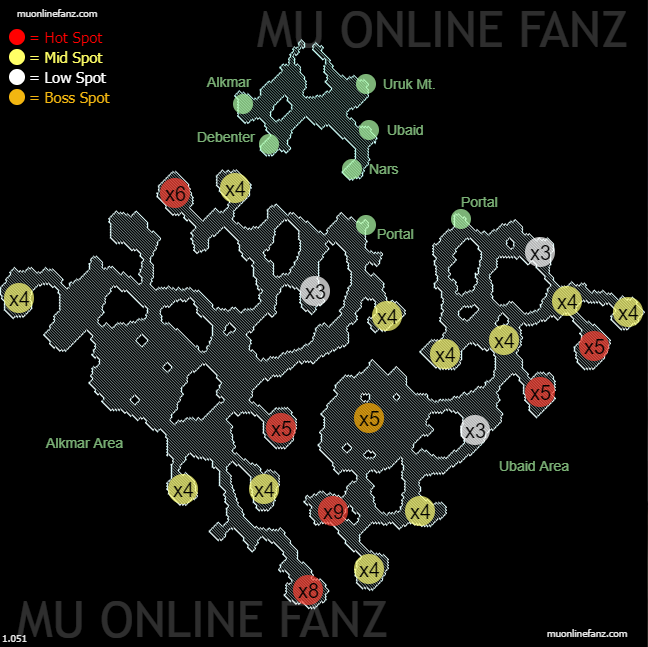 muonlinefanz.com
MU ONLINE FANZ
= Hot Spot
= Mid Spot
= Low Spot
= Boss Spot
Alkmar
Uruk Mt.
Debenter
Ubaid
Nars
x6
x4
Portal
Portal
x3
x3
x4
x4
x4
x4
x4
x4
x5
x5
x5
x5
x3
Alkmar Area
Ubaid Area
x4
x4
x9
x4
x4
x8
MU ONLINE FANZ
1.051
muonlinefanz.com